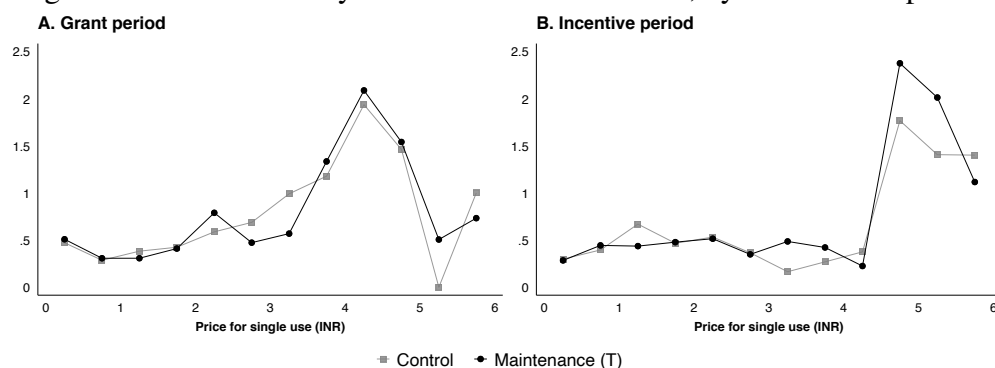 A. Grant period
2.5
2
1.5
1
.5
0
0 1 2 3 4 5 6
Price for single use (INR)
B. Incentive period
2.5
2
1.5
1
.5
0
0 1 2 3 4 5 6
Price for single use (INR)
Control Maintenance (T)